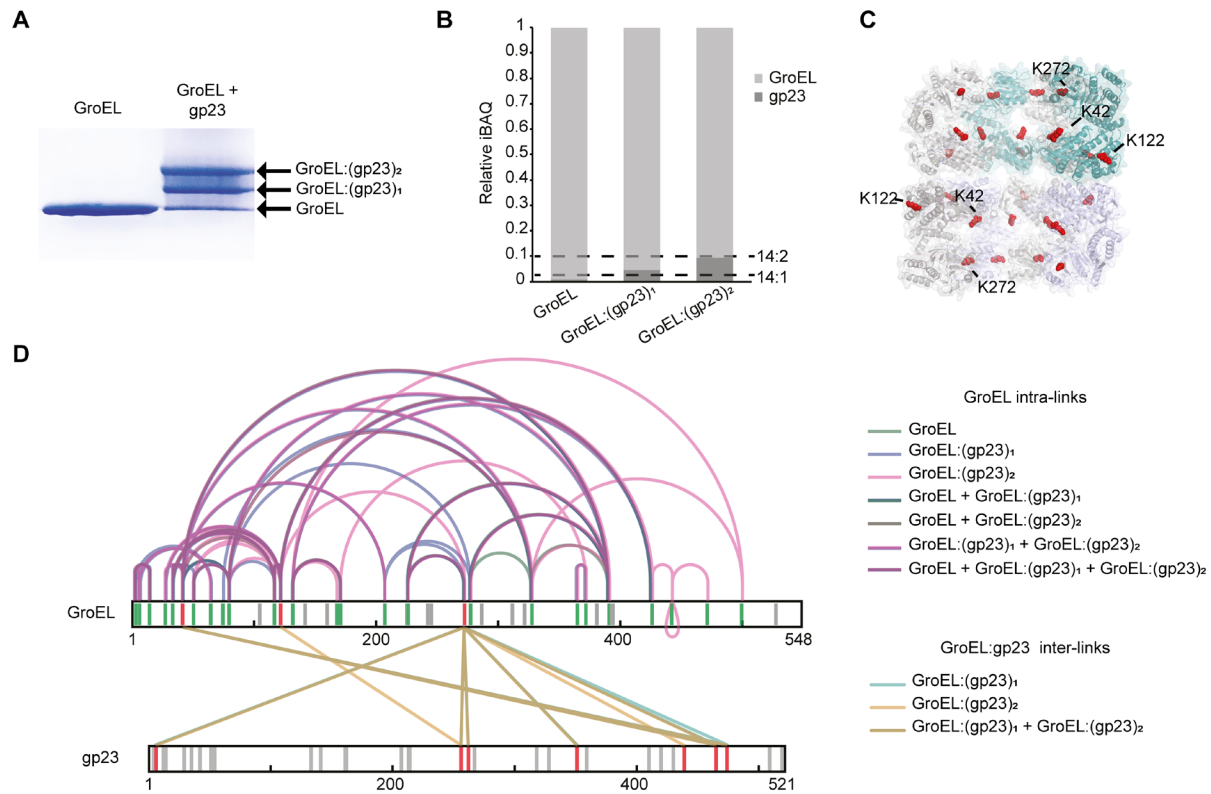 A
GroEL
GroEL +
gp23
GroEL:(gp23)₂
GroEL:(gp23)₁
GroEL
B
Relative iBAQ
1
0.9
0.8
0.7
0.6
0.5
0.4
0.3
0.2
0.1
0
14:2
14:1
GroEL
GroEL:(gp23)₁
GroEL:(gp23)₂
GroEL
gp23
C
K272
K42
K122
K122
K42
K272
D
GroEL
1
200
400
548
gp23
1
200
400
521
GroEL intra-links
GroEL
GroEL:(gp23)₁
GroEL:(gp23)₂
GroEL + GroEL:(gp23)₁
GroEL + GroEL:(gp23)₂
GroEL:(gp23)₁ + GroEL:(gp23)₂
GroEL + GroEL:(gp23)₁ + GroEL:(gp23)₂
GroEL:gp23 inter-links
GroEL:(gp23)₁
GroEL:(gp23)₂
GroEL:(gp23)₁ + GroEL:(gp23)₂